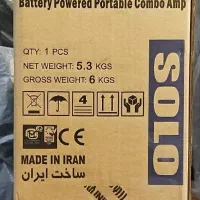 Battery Powered Portable Combo Amp
QTY: 1 PCS
NET WEIGHT: 5.3 KGS
GROSS WEIGHT: 6 KGS
SOLO
4
CE
MADE IN IRAN
ساخت ایران